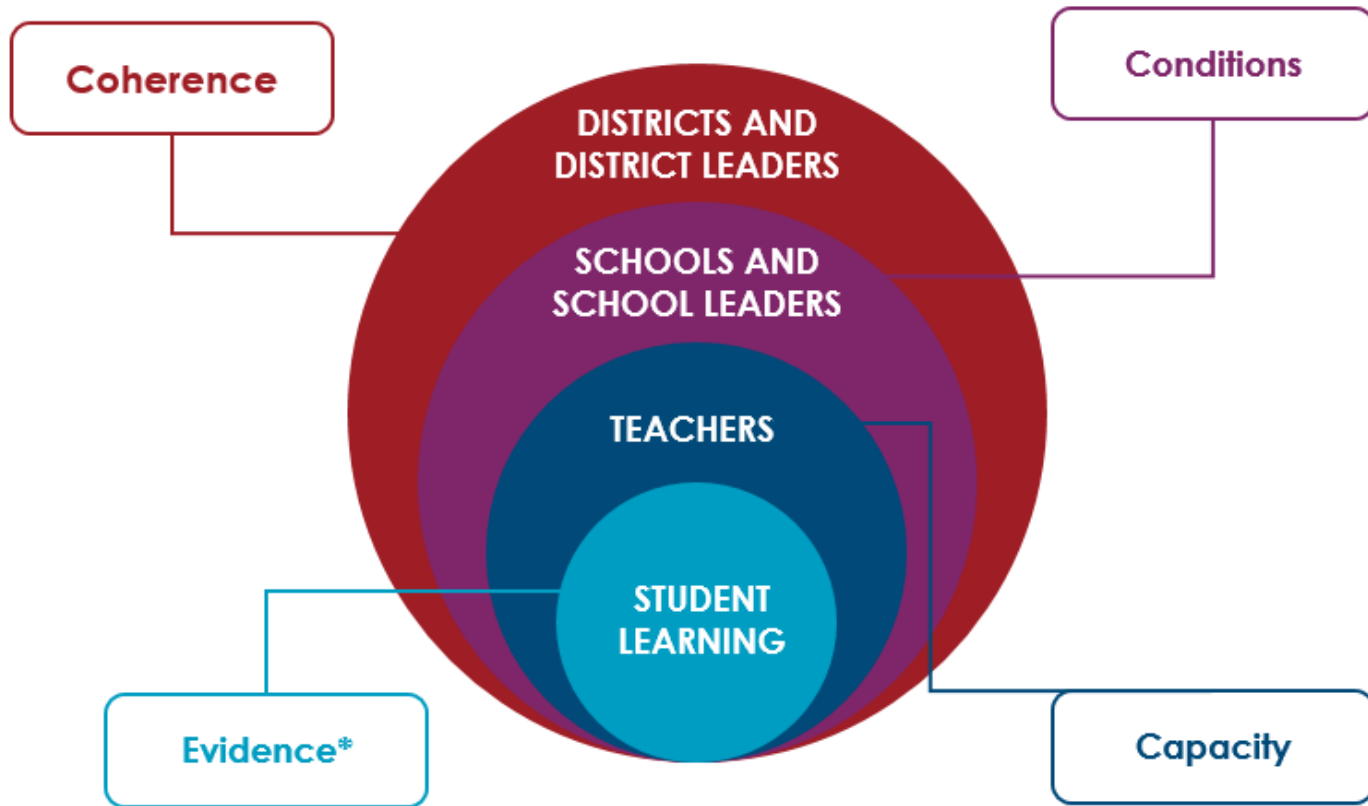 Coherence
Conditions
DISTRICTS AND
DISTRICT LEADERS
SCHOOLS AND
SCHOOL LEADERS
TEACHERS
STUDENT
LEARNING
Evidence*
Capacity